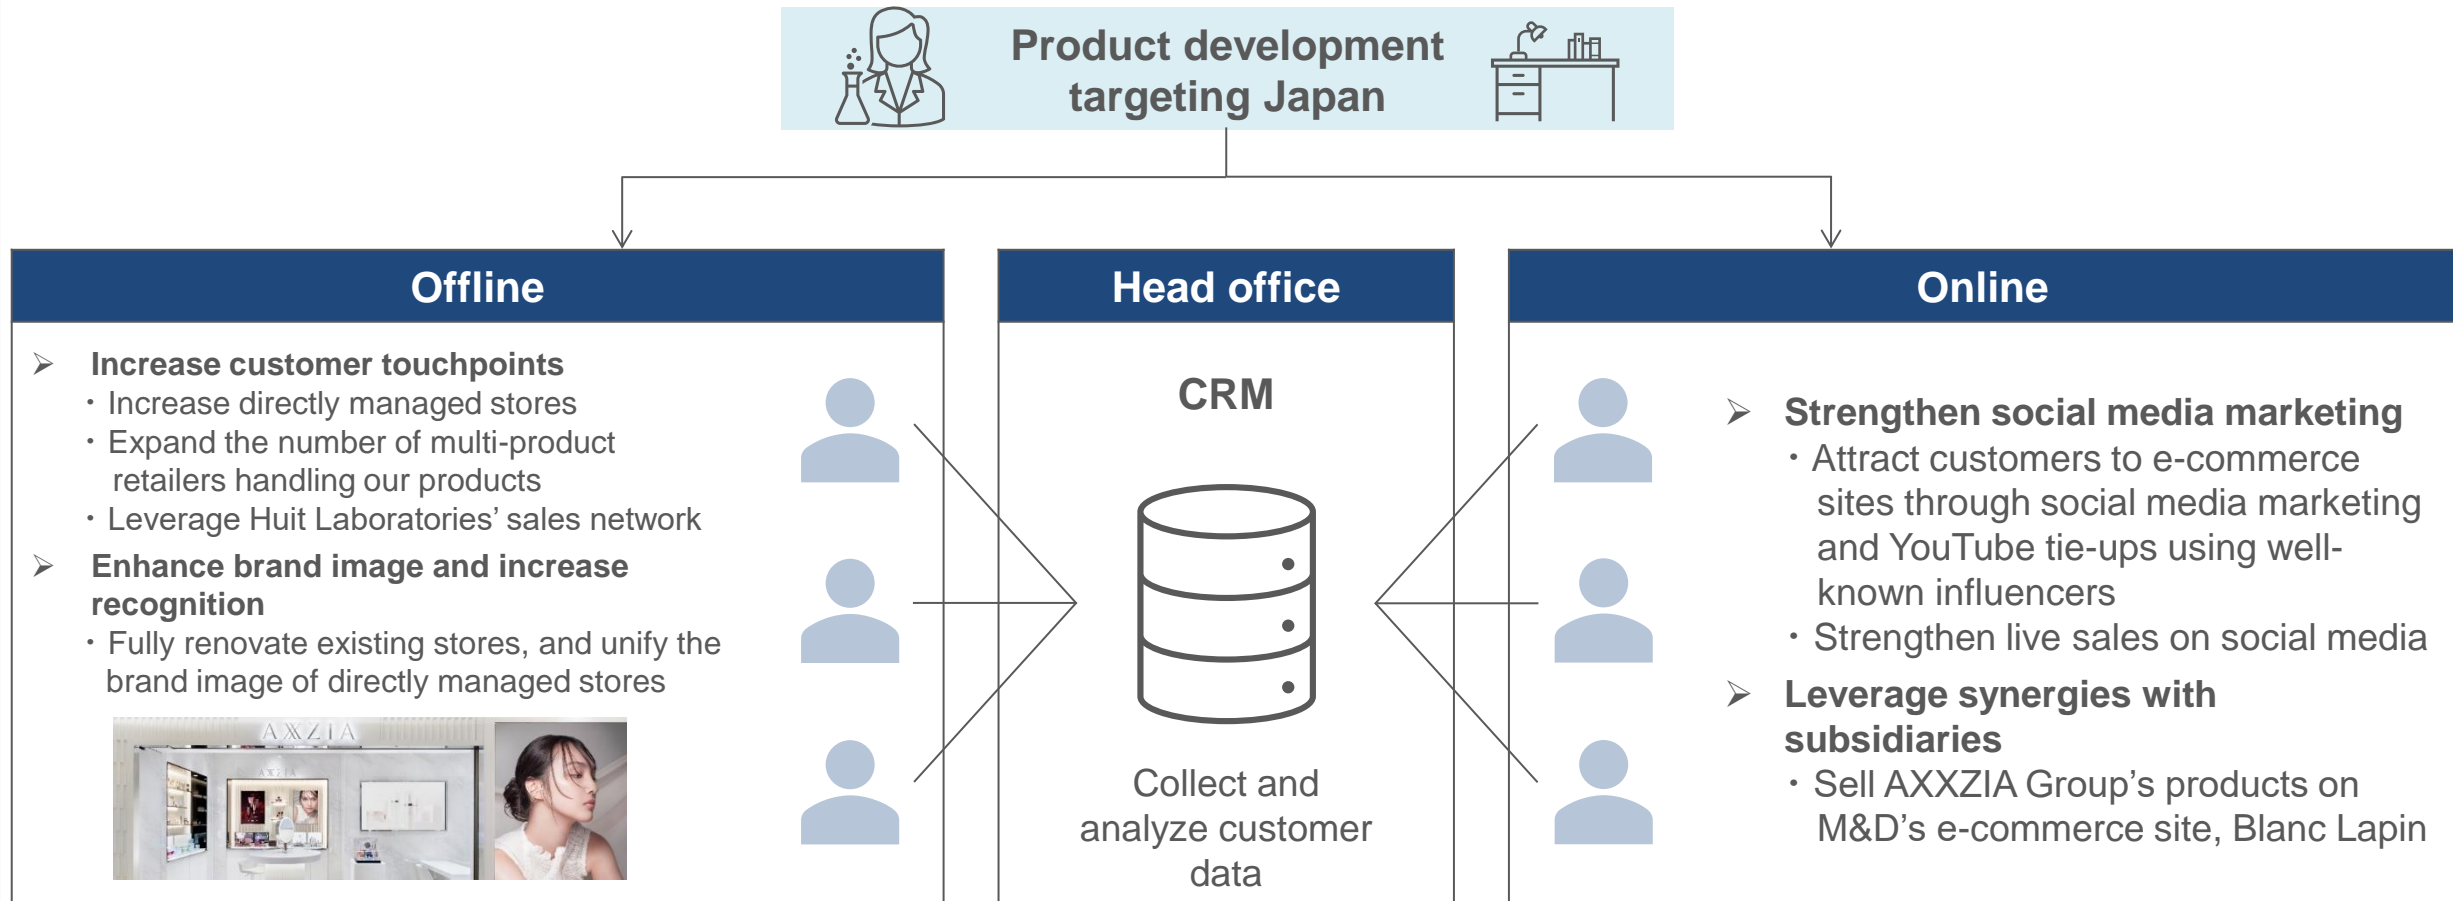 Product development
targeting Japan
Offline
➢ Increase customer touchpoints
・Increase directly managed stores
・Expand the number of multi-product
retailers handling our products
・Leverage Huit Laboratories’ sales network
➢ Enhance brand image and increase
recognition
・Fully renovate existing stores, and unify the
brand image of directly managed stores
AXXZIA
AXXZIA
Head office
CRM
Collect and
analyze customer
data
Online
➢ Strengthen social media marketing
・Attract customers to e-commerce
sites through social media marketing
and YouTube tie-ups using well-
known influencers
・Strengthen live sales on social media
➢ Leverage synergies with
subsidiaries
・Sell AXXZIA Group’s products on
M&D’s e-commerce site, Blanc Lapin